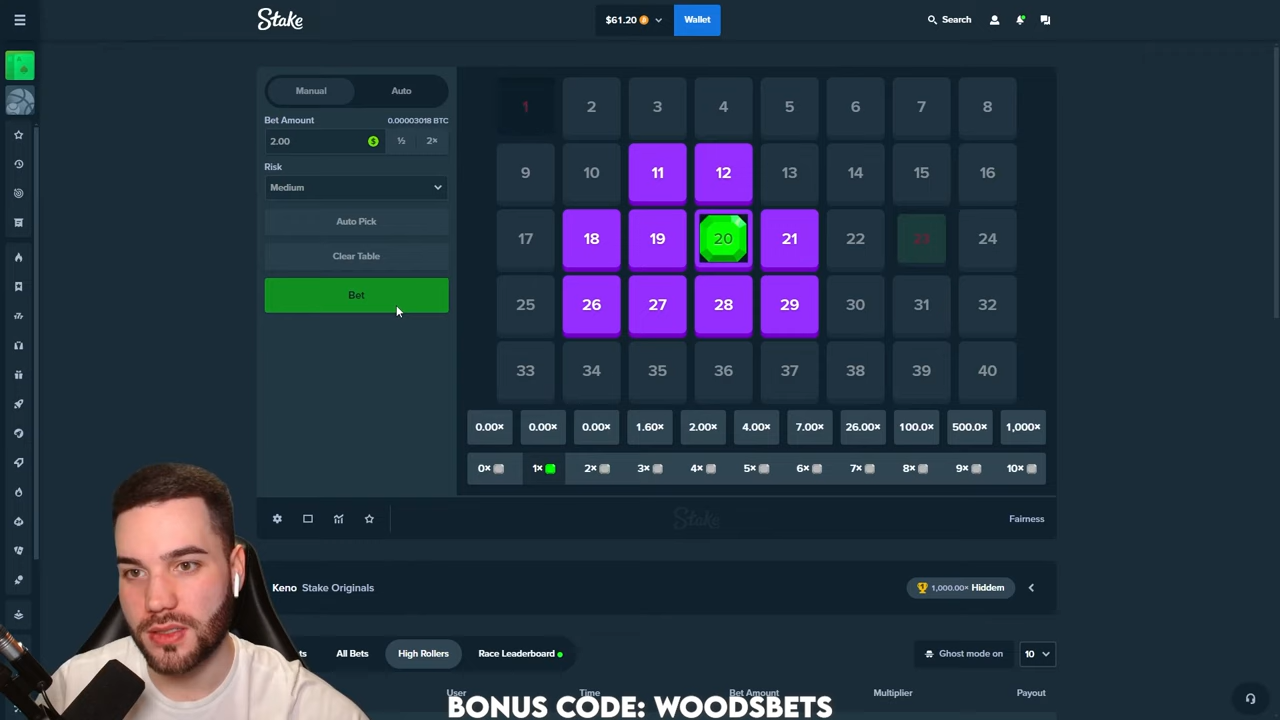 Stake
$61.20
Wallet
Search
Manual
Auto
Bet Amount
0.00003018 BTC
2.00
½
2×
Risk
Medium
Auto Pick
Clear Table
Bet
1 2 3 4 5 6 7 8
9 10 11 12 13 14 15 16
17 18 19 20 21 22 23 24
25 26 27 28 29 30 31 32
33 34 35 36 37 38 39 40
0.00× 0.00× 0.00× 1.60× 2.00× 4.00× 7.00× 26.00× 100.0× 500.0× 1,000×
0× 1× 2× 3× 4× 5× 6× 7× 8× 9× 10×
Stake
Fairness
Keno Stake Originals
1,000.00× Hidden
All Bets
High Rollers
Race Leaderboard
Ghost mode on
10
User
Time
Bet Amount
Multiplier
Payout
BONUS CODE: WOODSBETS